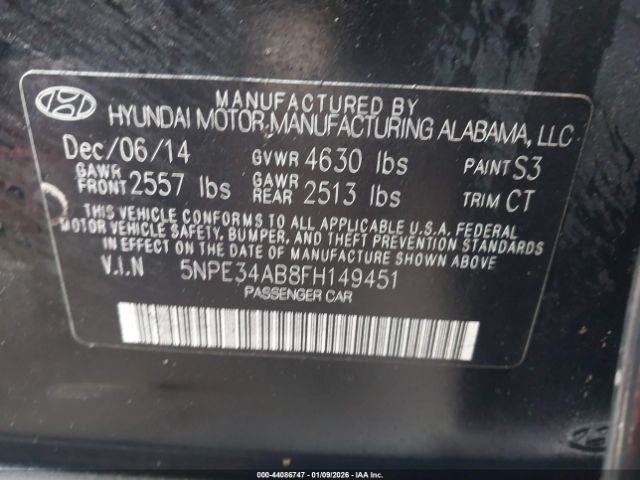 MANUFACTURED BY
HYUNDAI MOTOR MANUFACTURING ALABAMA, LLC
Dec/06/14 GVWR 4630 lbs PAINT S3
GAWR FRONT 2557 lbs GAWR REAR 2513 lbs TRIM CT
THIS VEHICLE CONFORMS TO ALL APPLICABLE U.S.A. FEDERAL
MOTOR VEHICLE SAFETY, BUMPER, AND THEFT PREVENTION STANDARDS
IN EFFECT ON THE DATE OF MANUFACTURE SHOWN ABOVE.
V.I.N 5NPE34AB8FH149451
PASSENGER CAR
000-44086747 - 01/09/2026 - IAAI.COM